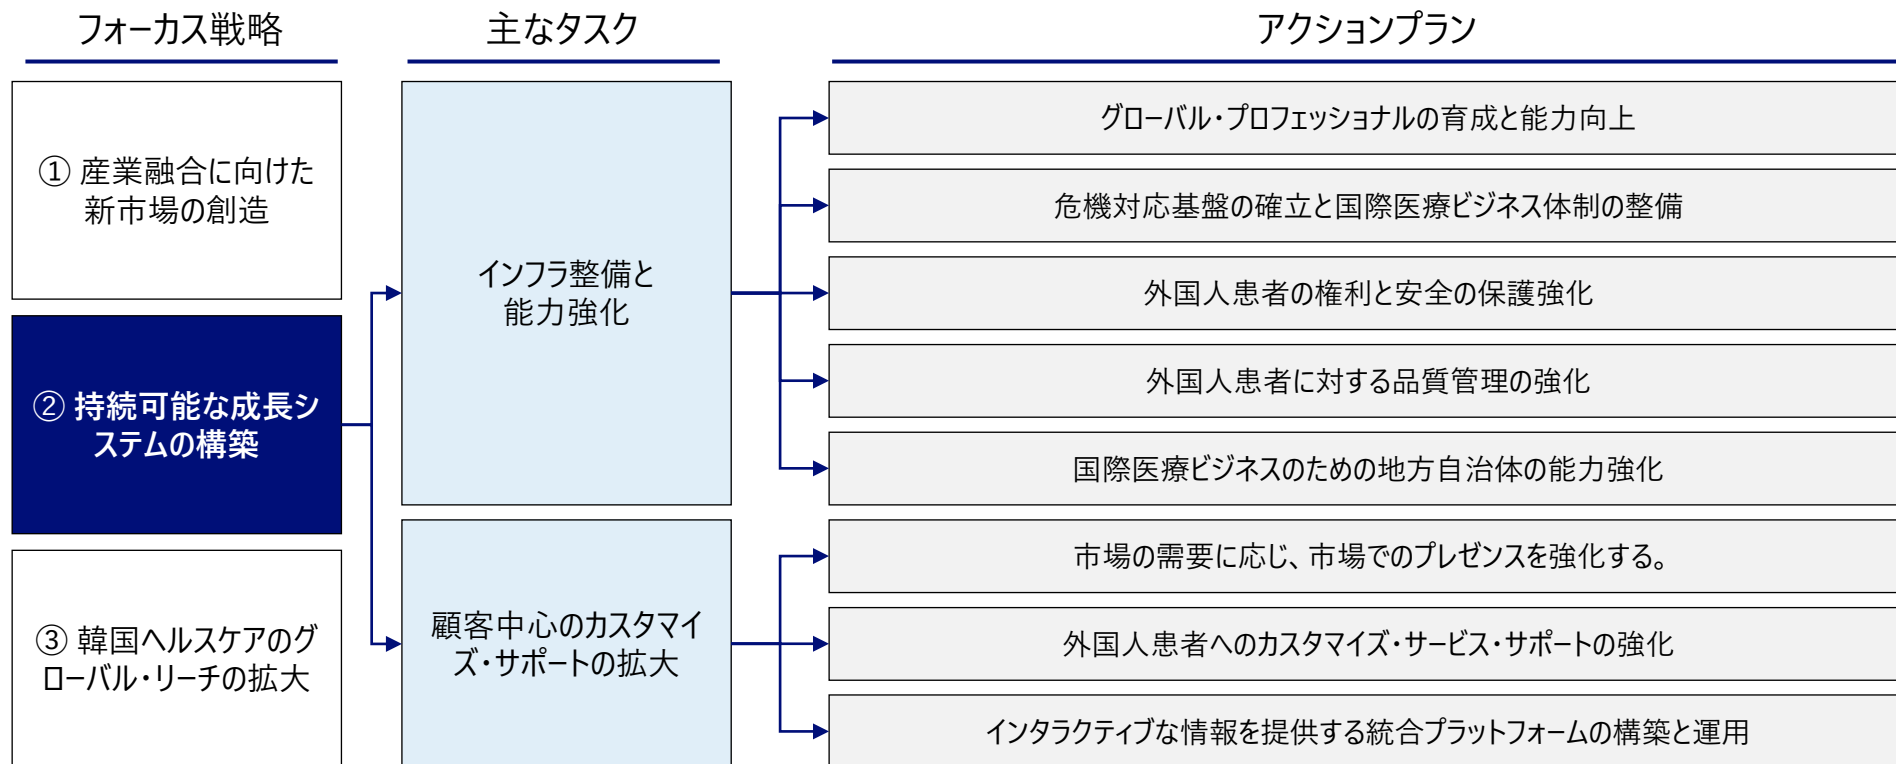 フォーカス戦略
主なタスク
アクションプラン
① 産業融合に向けた
新市場の創造
② 持続可能な成長シ
ステムの構築
③ 韓国ヘルスケアのグ
ローバル・リーチの拡大
インフラ整備と
能力強化
顧客中心のカスタマイ
ズ・サポートの拡大
グローバル・プロフェッショナルの育成と能力向上
危機対応基盤の確立と国際医療ビジネス体制の整備
外国人患者の権利と安全の保護強化
外国人患者に対する品質管理の強化
国際医療ビジネスのための地方自治体の能力強化
市場の需要に応じ、市場でのプレゼンスを強化する。
外国人患者へのカスタマイズ・サービス・サポートの強化
インタラクティブな情報を提供する統合プラットフォームの構築と運用